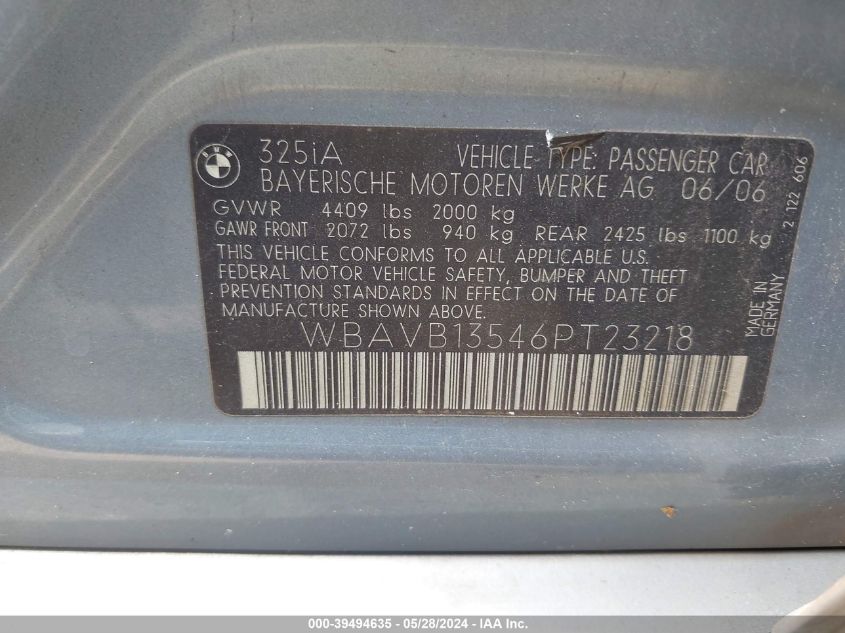 BMW
325iA VEHICLE TYPE: PASSENGER CAR
BAYERISCHE MOTOREN WERKE AG 06/06
GVWR 4409 lbs 2000 kg
GAWR FRONT 2072 lbs 940 kg REAR 2425 lbs 1100 kg
THIS VEHICLE CONFORMS TO ALL APPLICABLE U.S.
FEDERAL MOTOR VEHICLE SAFETY, BUMPER AND THEFT
PREVENTION STANDARDS IN EFFECT ON THE DATE OF
MANUFACTURE SHOWN ABOVE.
WBAVB13546PT23218
MADE IN
GERMANY
2 122 606
000-39494635 - 05/28/2024 - IAA Inc.